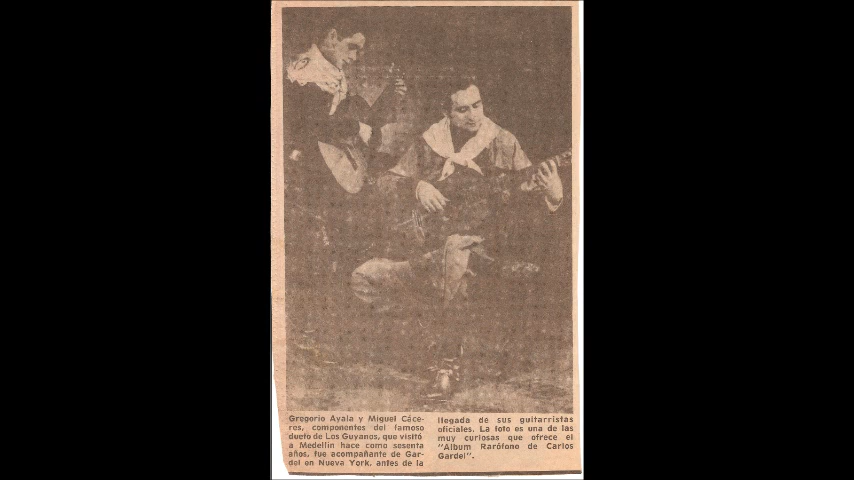 Gregorio Ayala y Miguel Cáce-
res, componentes del famoso
dueto de Los Guyanos, que visitó
a Medellín hace como sesenta
años, fue acompañante de Gar-
del en Nueva York, antes de la
llegada de sus guitarristas
oficiales. La foto es una de las
muy curiosas que ofrece el
"Album Rarófono de Carlos
Gardel".